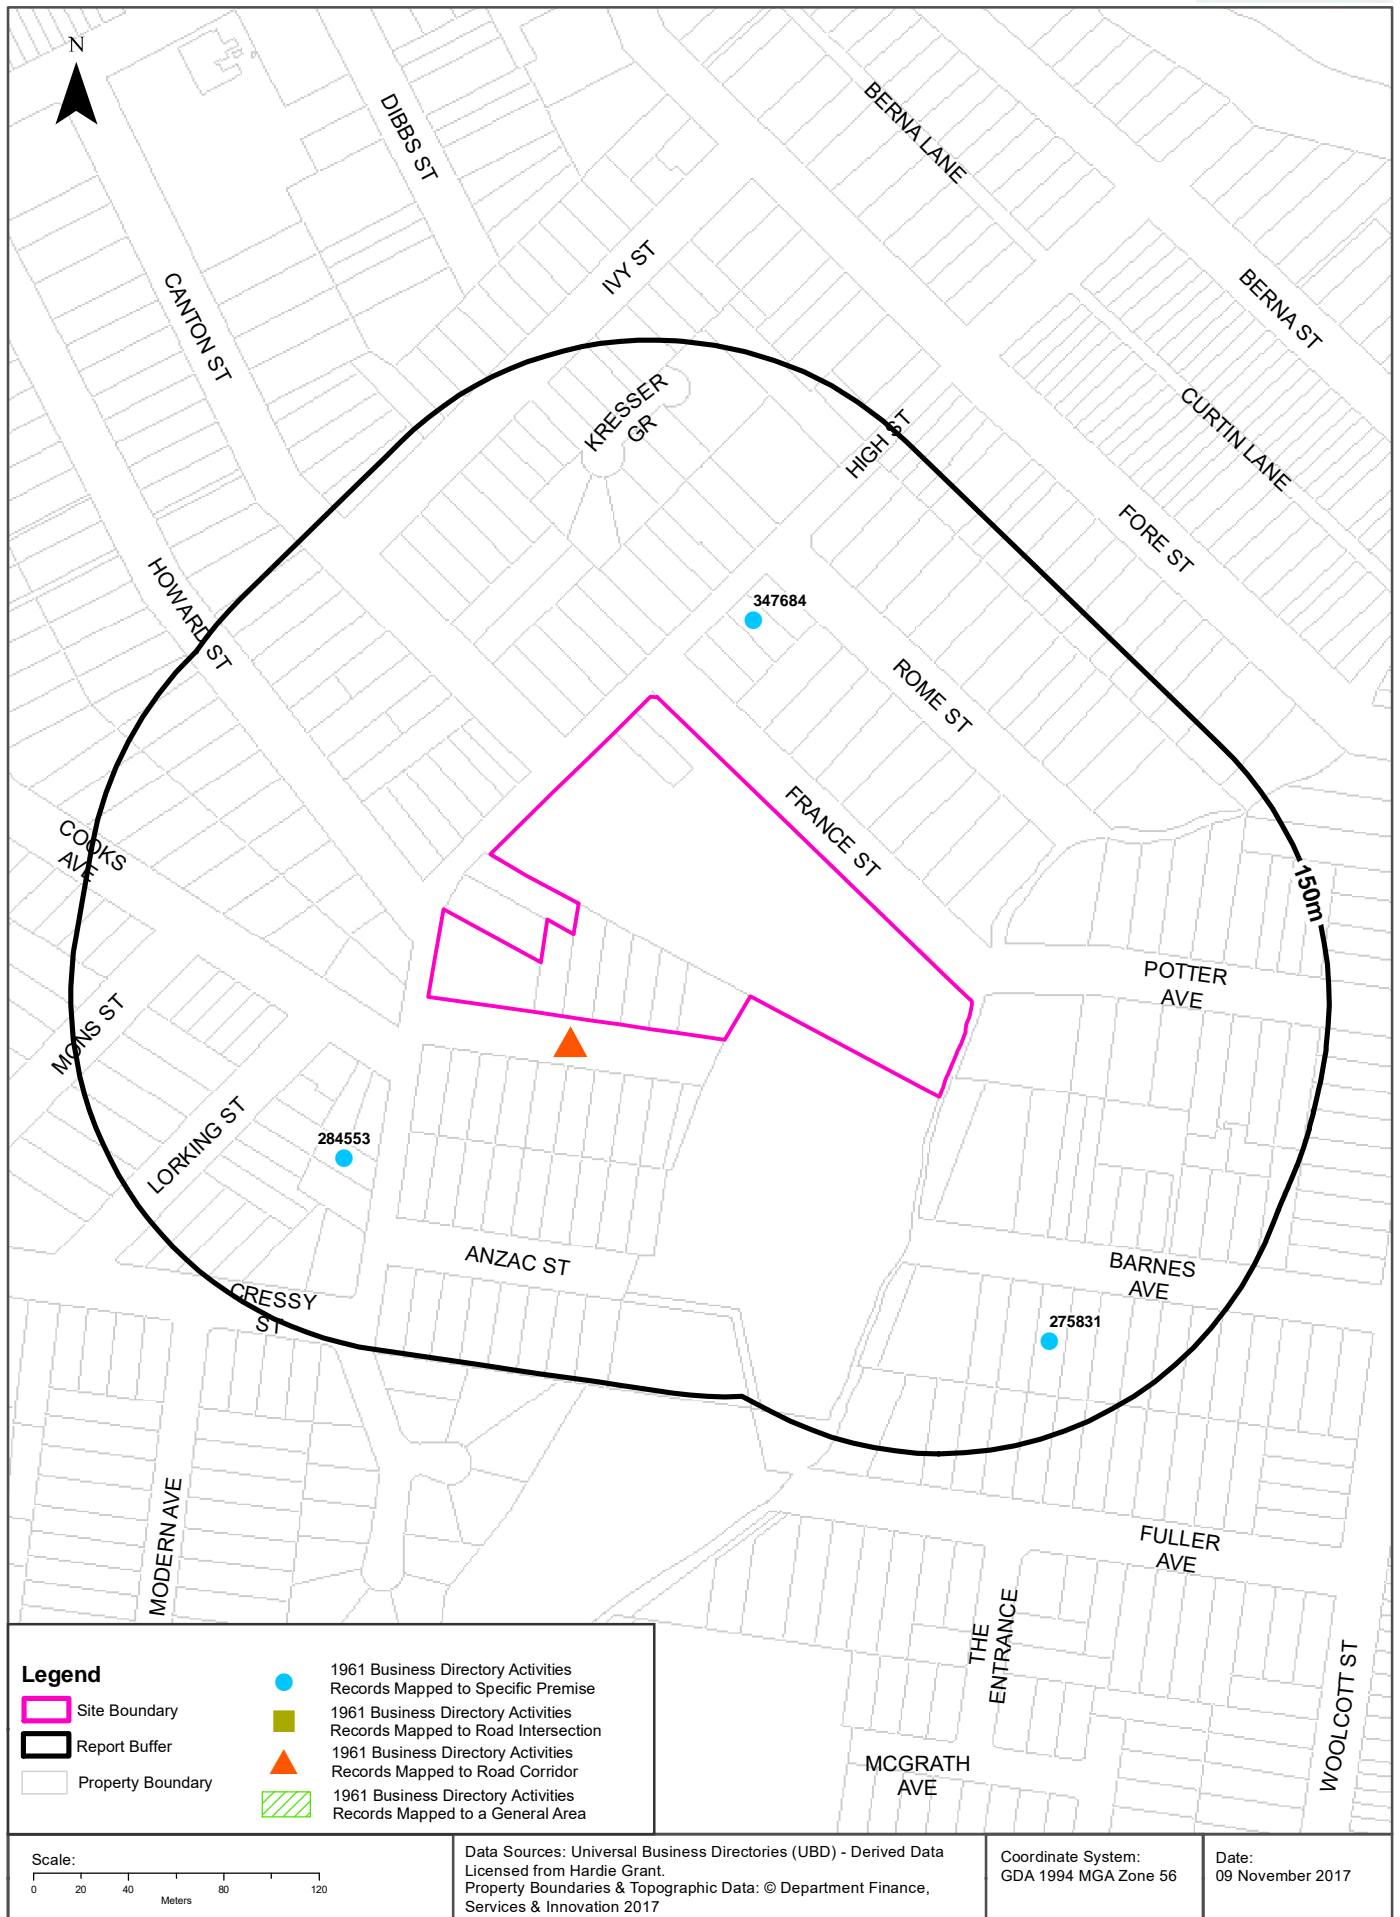 N
DIBBS ST
BERNA LANE
IVY ST
CANTON ST
BERNA ST
KRESSER
GR
HIGH ST
CURTIN LANE
FORE ST
HOWARD ST
347684
ROME ST
FRANCE ST
COOKS
AVE
150m
POTTER
AVE
MONS ST
LORKING ST
284553
ANZAC ST
BARNES
AVE
CRESSY
ST
275831
MODERN AVE
FULLER
AVE
THE
ENTRANCE
WOOLCOTT ST
MCGRATH
AVE
Legend
Site Boundary
Report Buffer
Property Boundary
1961 Business Directory Activities
Records Mapped to Specific Premise
1961 Business Directory Activities
Records Mapped to Road Intersection
1961 Business Directory Activities
Records Mapped to Road Corridor
1961 Business Directory Activities
Records Mapped to a General Area
Scale:
0 20 40 80 120
Meters
Data Sources: Universal Business Directories (UBD) - Derived Data
Licensed from Hardie Grant.
Property Boundaries & Topographic Data: © Department Finance,
Services & Innovation 2017
Coordinate System:
GDA 1994 MGA Zone 56
Date:
09 November 2017